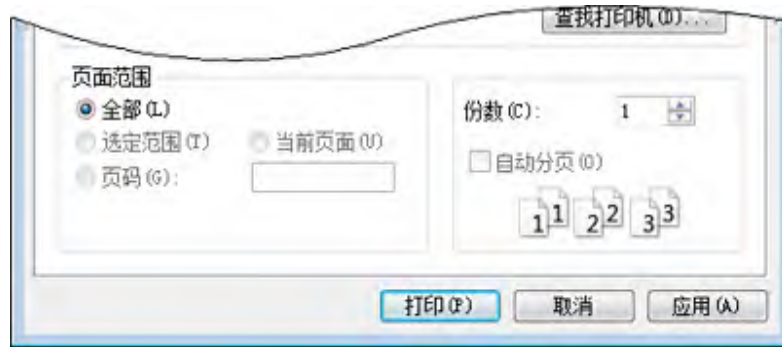 查找打印机(D)...
页面范围
全部(L)
选定范围(T) 当前页面(U)
页码(G):
份数(C): 1
自动分页(O)
1 1 2 2 3 3
打印(P) 取消 应用(A)